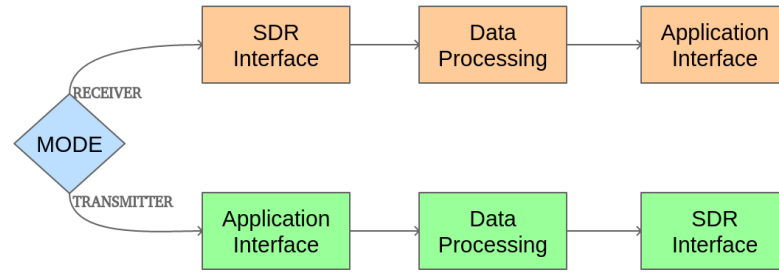 SDR
Interface
Data
Processing
Application
Interface
RECEIVER
MODE
TRANSMITTER
Application
Interface
Data
Processing
SDR
Interface